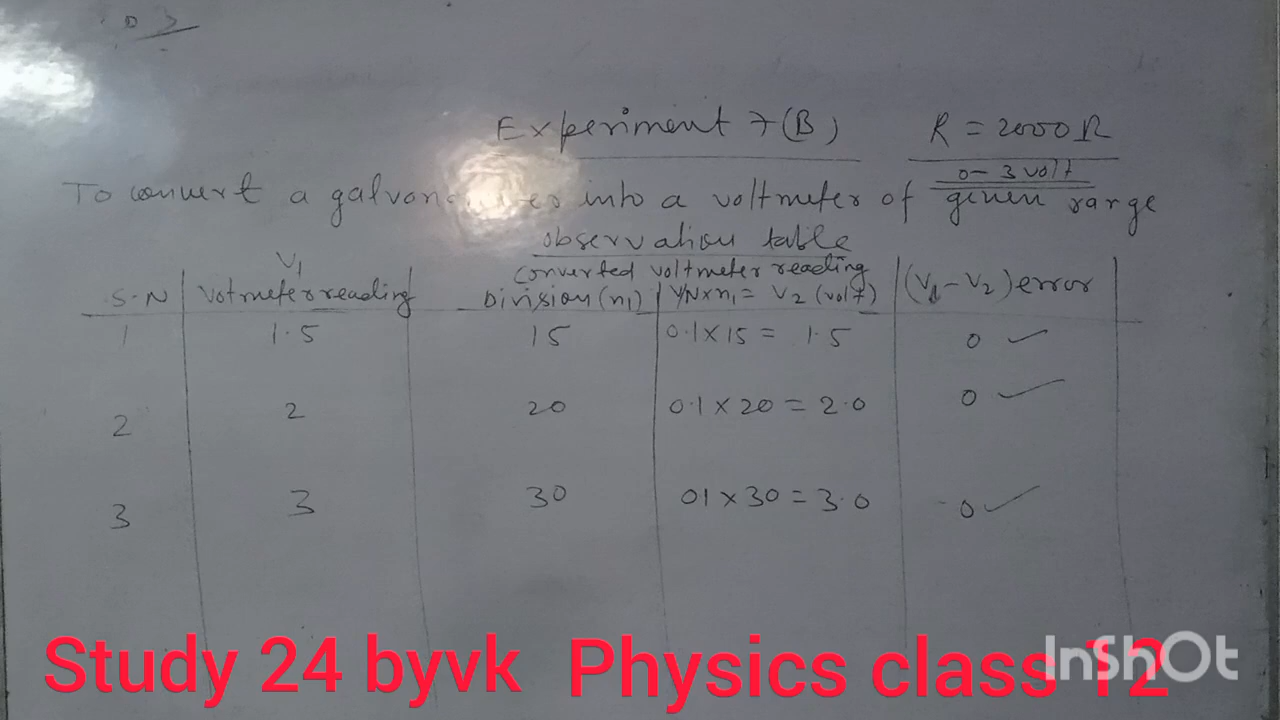 Experiment 7(B) R = 2000Ω
0-3 volt
To convert a galvanometer into a voltmeter of given range
observation table
V1 converted voltmeter reading
S.N votmeter reading Division (n1) V/N×n1 = V2 (volt) (V1-V2) error
1 1.5 15 0.1×15 = 1.5 0 ✓
2 2 20 0.1×20 = 2.0 0 ✓
3 3 30 01×30 = 3.0 0 ✓
Study 24 byvk Physics class 12
InShOt